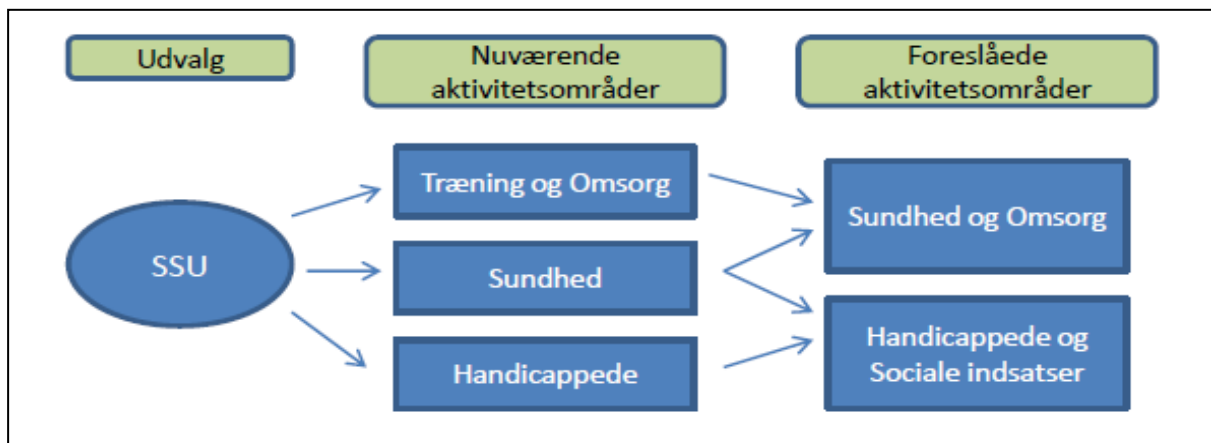 Udvalg
Nuværende
aktivitetsområder
Foreslåede
aktivitetsområder
SSU
Træning og Omsorg
Sundhed
Handicappede
Sundhed og Omsorg
Handicappede og
Sociale indsatser